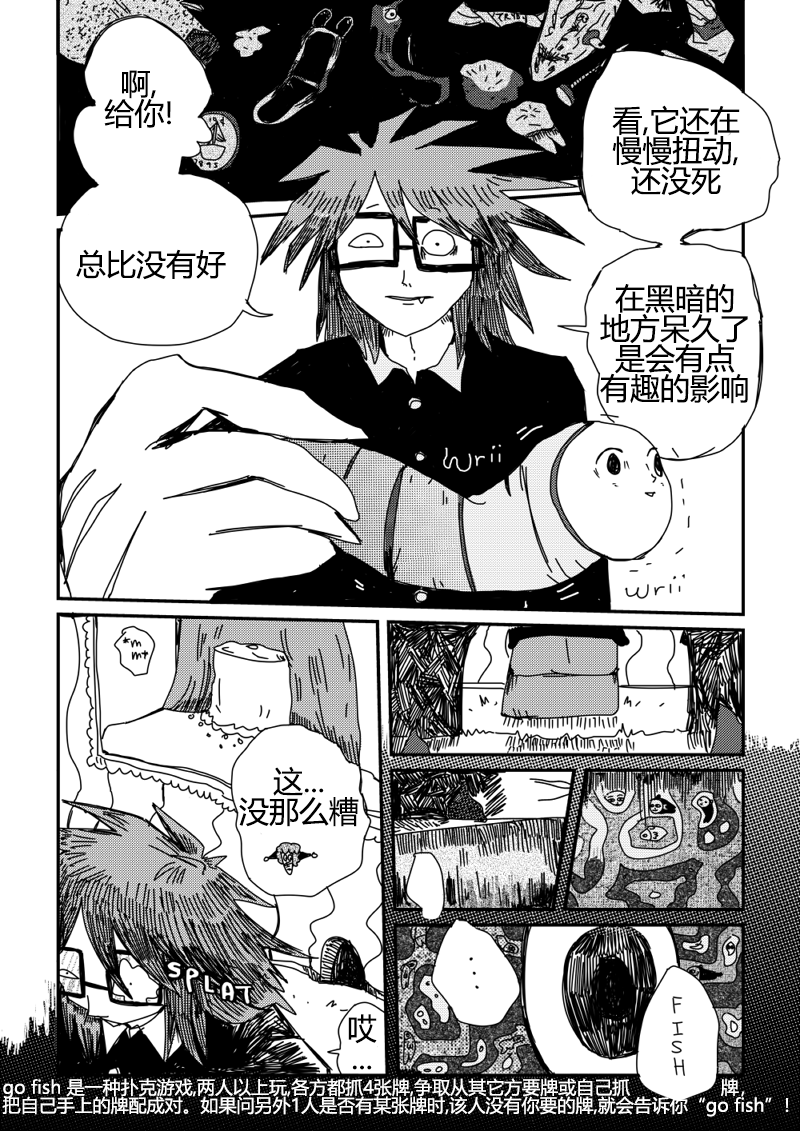 啊,
给你!
看,它还在
慢慢扭动,
还没死
总比没有好
在黑暗的
地方呆久了
是会有点
有趣的影响
wrii
wrii
1895
*m
m*
这...
没那么糟
SPLAT
哎
...
...
FISH
go fish 是一种扑克游戏,两人以上玩,各方都抓4张牌,争取从其它方要牌或自己抓 牌,
把自己手上的牌配成对。如果问另外1人是否有某张牌时,该人没有你要的牌,就会告诉你“go fish”!